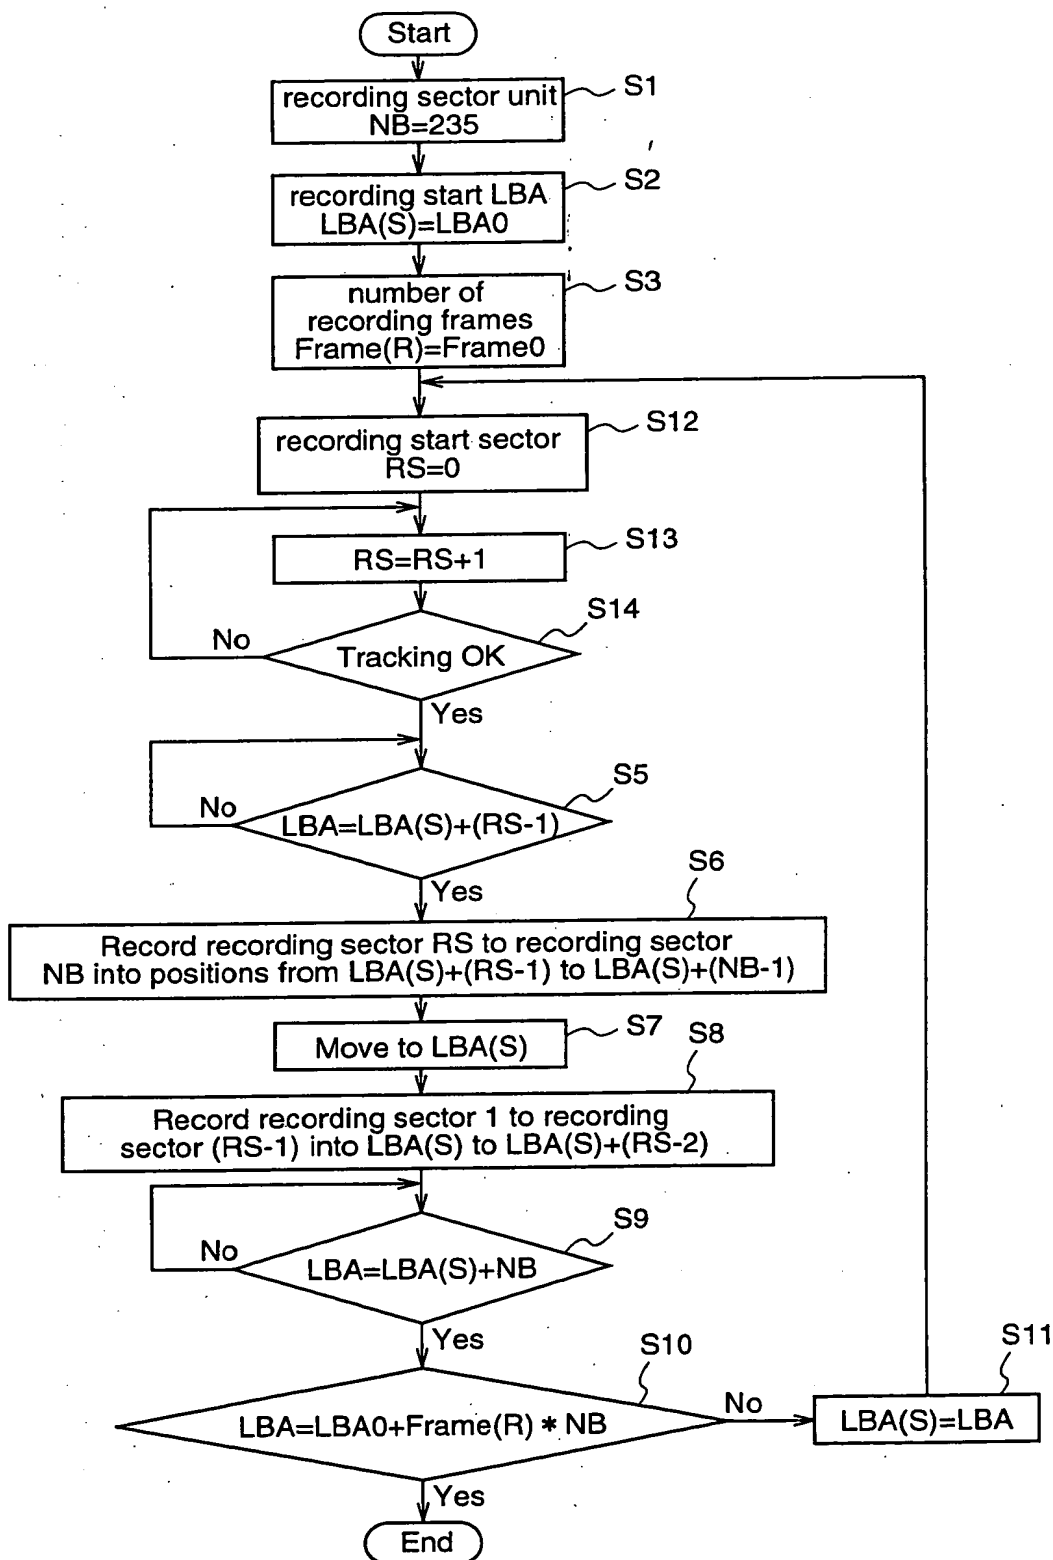 Start
recording sector unit
NB=235
S1
recording start LBA
LBA(S)=LBA0
S2
number of
recording frames
Frame(R)=Frame0
S3
recording start sector
RS=0
S12
RS=RS+1
S13
Tracking OK
S14
No
Yes
LBA=LBA(S)+(RS-1)
S5
No
Yes
S6
Record recording sector RS to recording sector
NB into positions from LBA(S)+(RS-1) to LBA(S)+(NB-1)
Move to LBA(S)
S7
S8
Record recording sector 1 to recording
sector (RS-1) into LBA(S) to LBA(S)+(RS-2)
LBA=LBA(S)+NB
S9
No
Yes
LBA=LBA0+Frame(R) * NB
S10
No
LBA(S)=LBA
S11
Yes
End